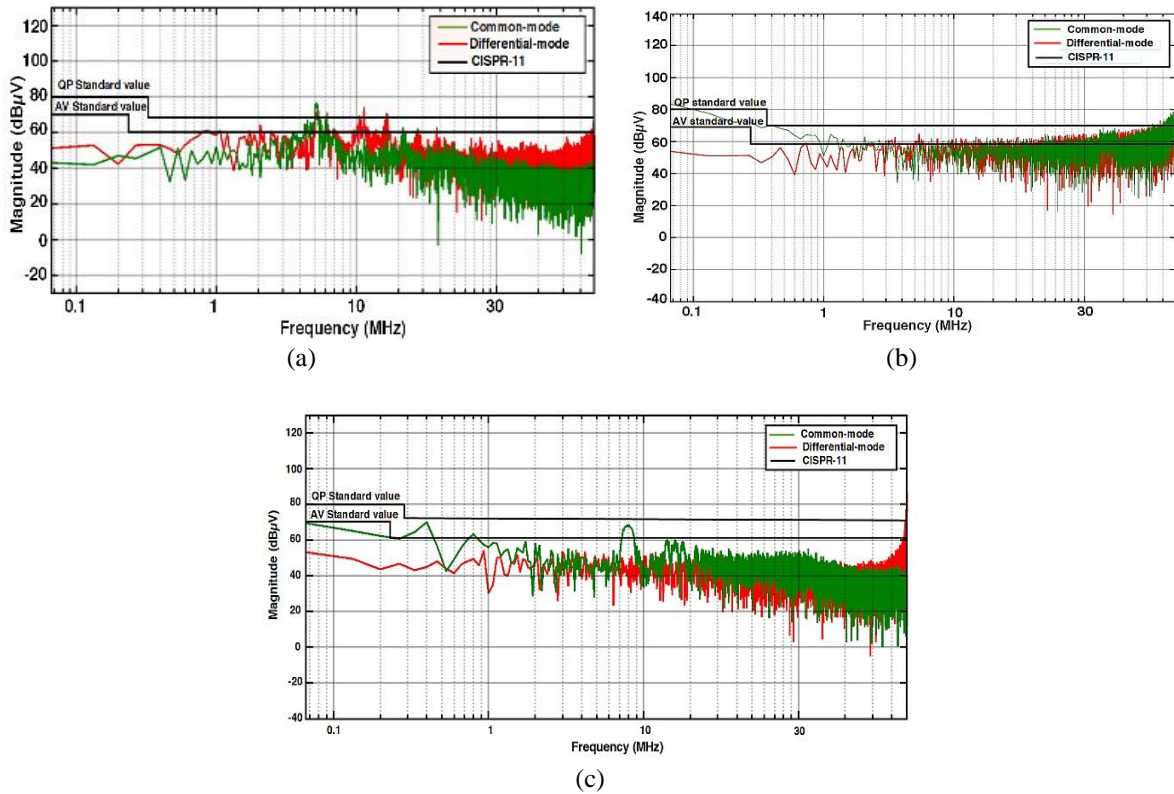 120
100
80
60
40
20
0
-20
Magnitude (dBµV)
Common-mode
Differential-mode
CISPR-11
QP Standard value
AV Standard value
0.1 1 10 30
Frequency (MHz)
(a)
140
120
100
80
60
40
20
0
-20
-40
Magnitude (dBµV)
Common-mode
Differential-mode
CISPR-11
QP standard value
AV standard value
0.1 1 10 30
Frequency (MHz)
(b)
120
100
80
60
40
20
0
-20
-40
Magnitude (dBµV)
Common-mode
Differential-mode
CISPR-11
QP Standard value
AV Standard value
0.1 1 10 30
Frequency (MHz)
(c)